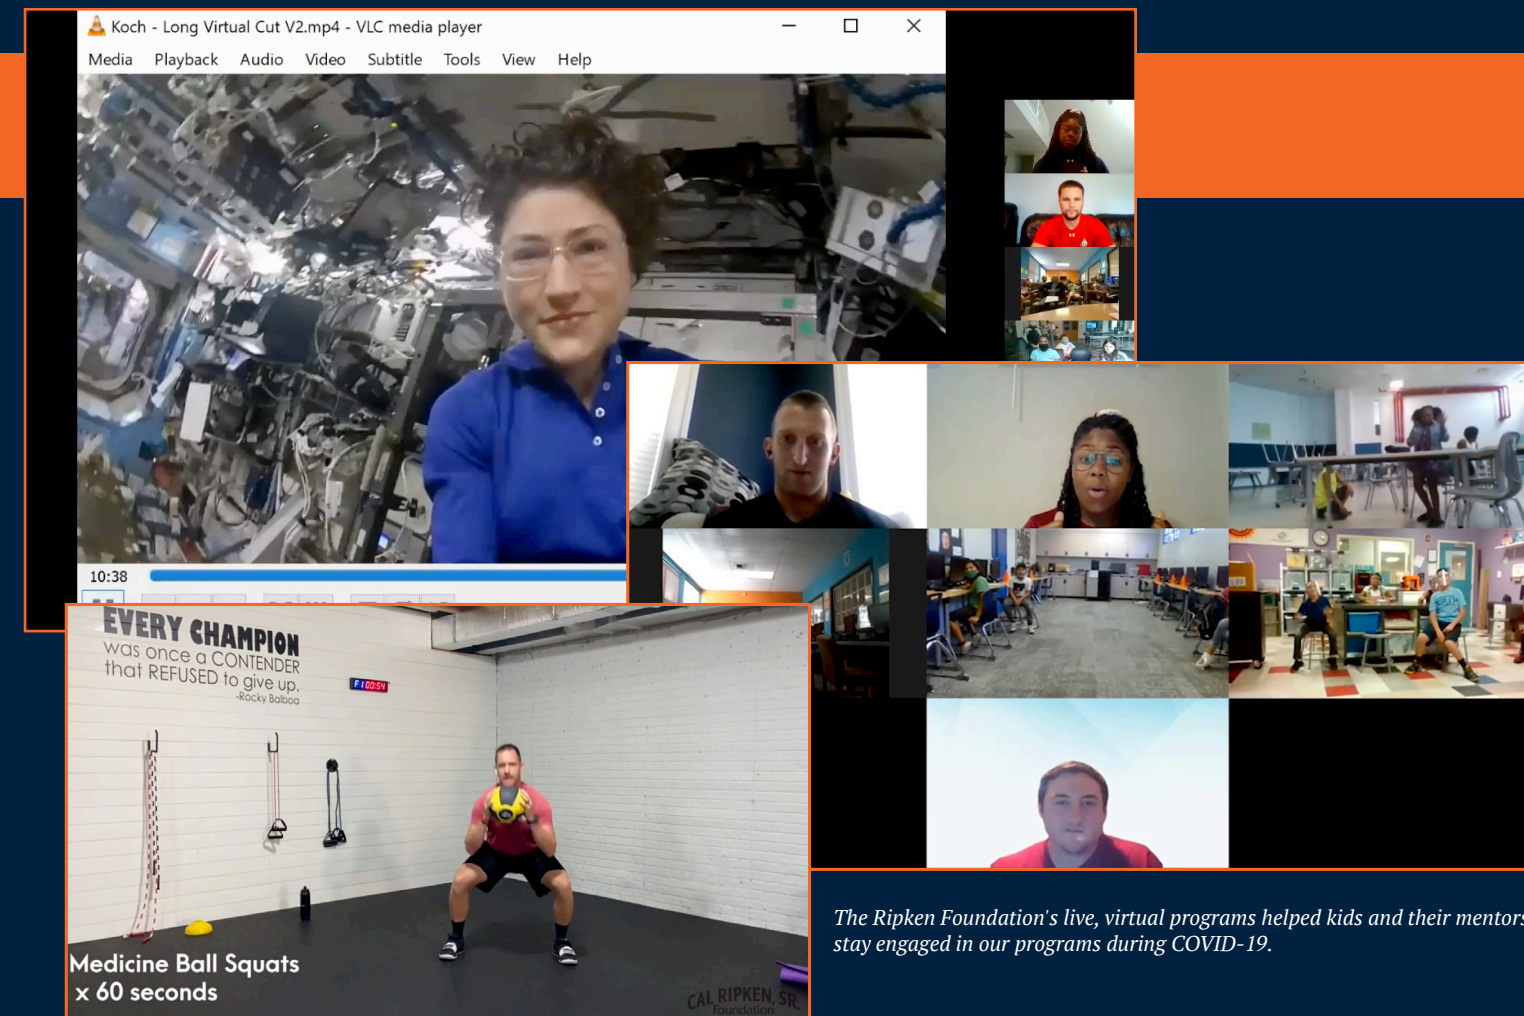 Koch - Long Virtual Cut V2.mp4 - VLC media player
Media Playback Audio Video Subtitle Tools View Help
10:38
EVERY CHAMPION
was once a CONTENDER
that REFUSED to give up.
-Rocky Balboa
F1 00:54
Medicine Ball Squats
x 60 seconds
CAL RIPKEN, SR.
Foundation
The Ripken Foundation's live, virtual programs helped kids and their mentors
stay engaged in our programs during COVID-19.